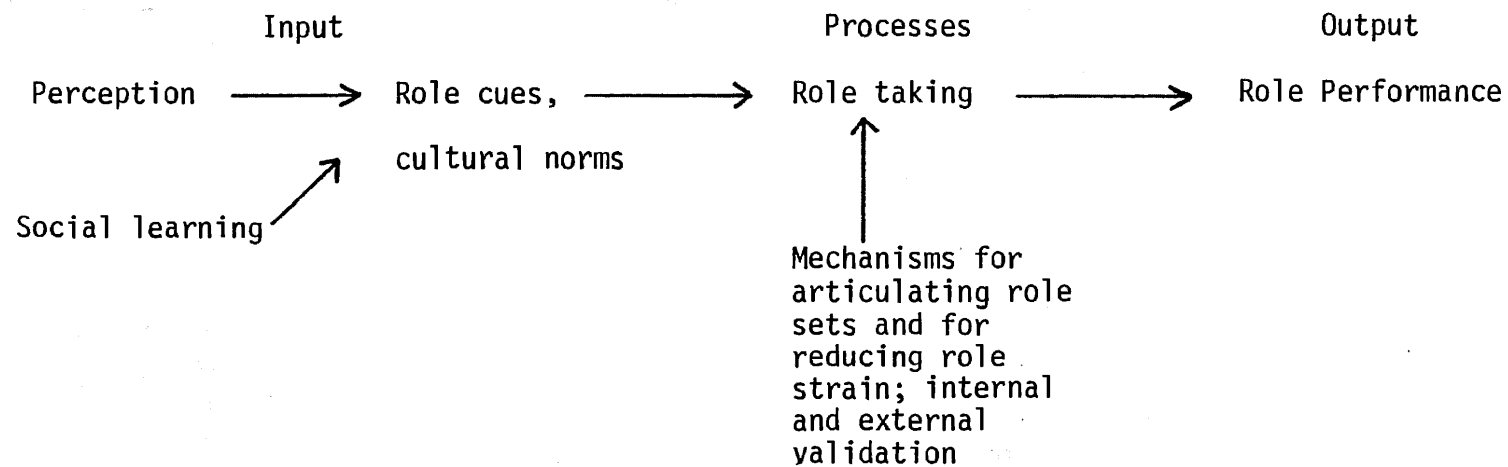 Input Processes Output
Perception Role cues, Role taking Role Performance
cultural norms
Social learning
Mechanisms for
articulating role
sets and for
reducing role
strain; internal
and external
yalidation